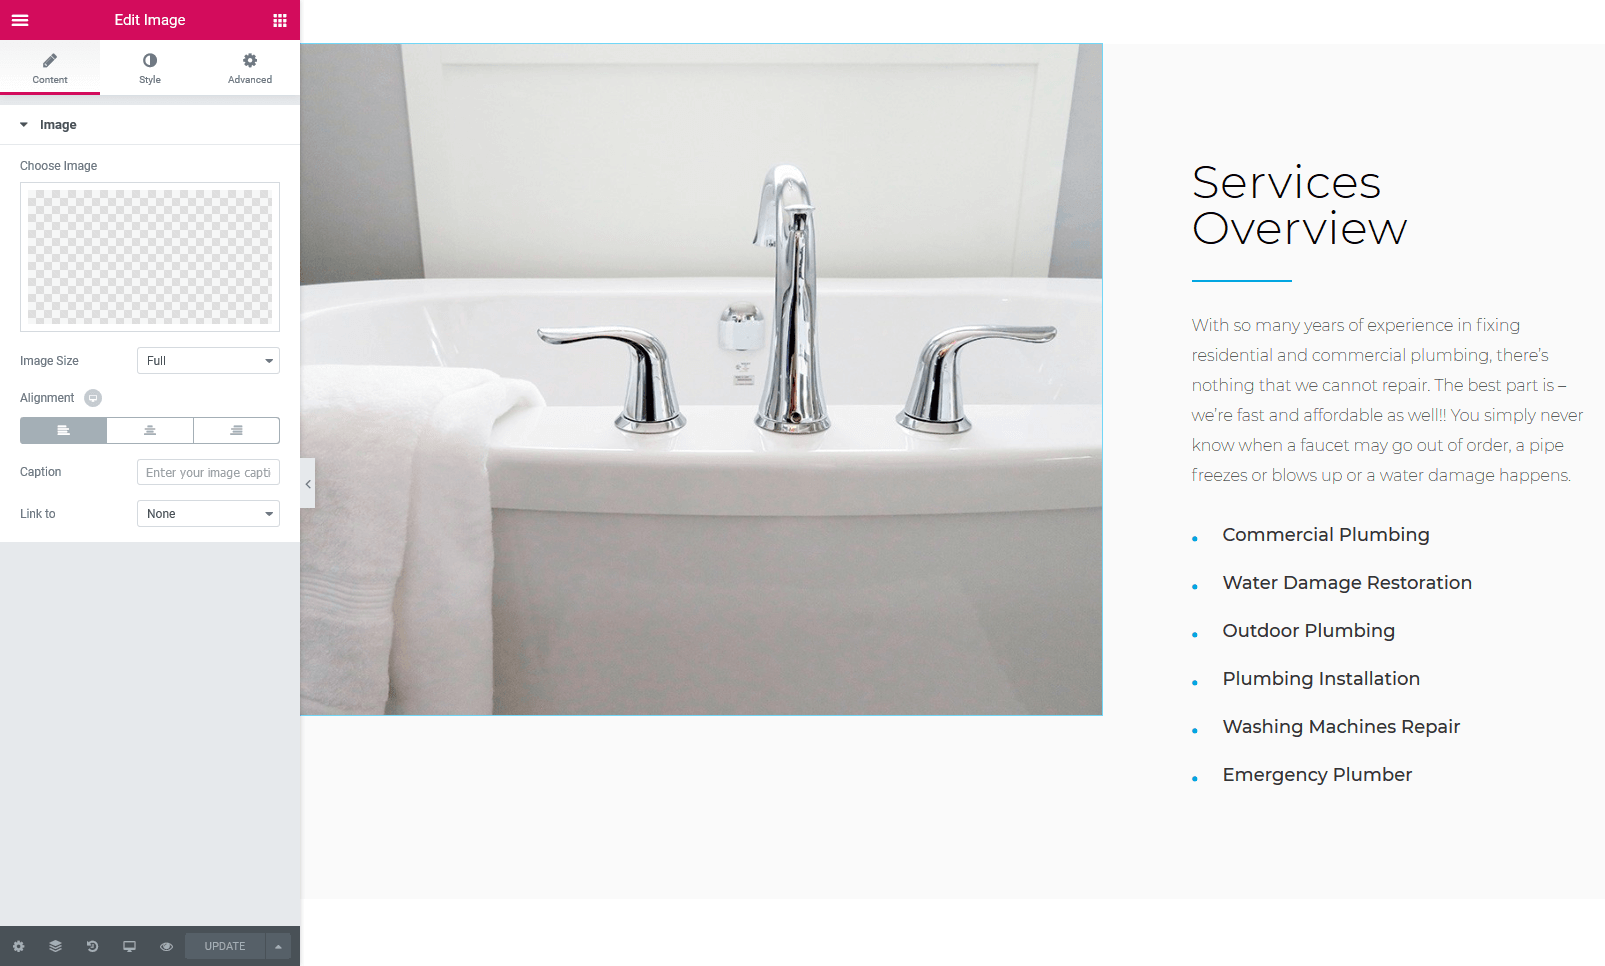 Edit Image
Content
Style
Advanced
Image
Choose Image
Image Size
Full
Alignment
Caption
Enter your image capti
Link to
None
UPDATE
Services
Overview
With so many years of experience in fixing
residential and commercial plumbing, there’s
nothing that we cannot repair. The best part is –
we’re fast and affordable as well!! You simply never
know when a faucet may go out of order, a pipe
freezes or blows up or a water damage happens.
Commercial Plumbing
Water Damage Restoration
Outdoor Plumbing
Plumbing Installation
Washing Machines Repair
Emergency Plumber